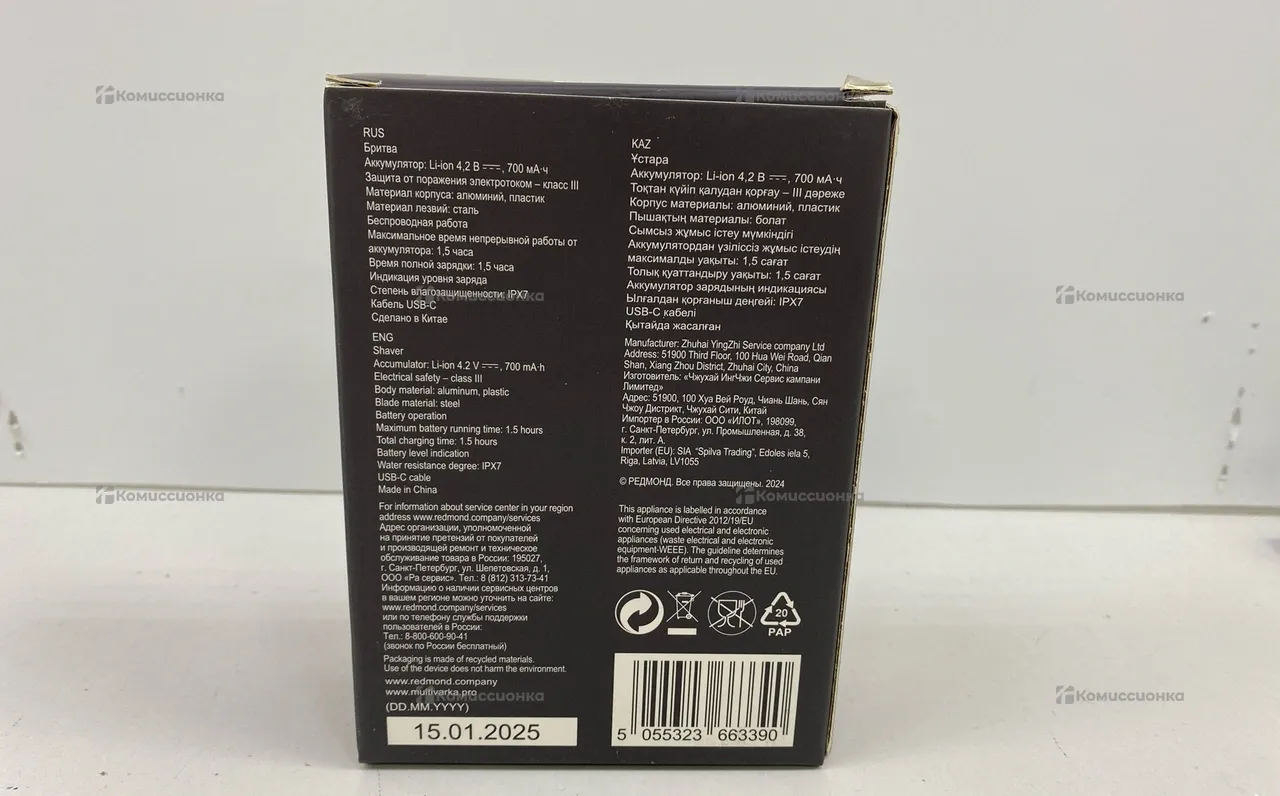 RUS
Бритва
Аккумулятор: Li-ion 4,2 В ⎓, 700 мА·ч
Защита от поражения электротоком – класс III
Материал корпуса: алюминий, пластик
Материал лезвий: сталь
Беспроводная работа
Максимальное время непрерывной работы от
аккумулятора: 1,5 часа
Время полной зарядки: 1,5 часа
Индикация уровня заряда
Степень влагозащищенности: IPX7
Кабель USB-C
Сделано в Китае
ENG
Shaver
Accumulator: Li-ion 4.2 V ⎓, 700 mA·h
Electrical safety – class III
Body material: aluminum, plastic
Blade material: steel
Battery operation
Maximum battery running time: 1.5 hours
Total charging time: 1.5 hours
Battery level indication
Water resistance degree: IPX7
USB-C cable
Made in China
For information about service center in your region
address www.redmond.company/services
Адрес организации, уполномоченной
на принятие претензий от покупателей
и производящей ремонт и техническое
обслуживание товара в России: 195027,
г. Санкт-Петербург, ул. Шепетовская, д. 1,
ООО «Ра сервис». Тел.: 8 (812) 313-73-41
Информацию о наличии сервисных центров
в вашем регионе можно уточнить на сайте:
www.redmond.company/services
или по телефону службы поддержки
пользователей в России:
Тел.: 8-800-600-90-41
(звонок по России бесплатный)
Packaging is made of recycled materials.
Use of the device does not harm the environment.
www.redmond.company
www.multivarka.pro
(DD.MM.YYYY)
15.01.2025
KAZ
Ұстара
Аккумулятор: Li-ion 4,2 В ⎓, 700 мА·ч
Тоқтан күйіп қалудан қорғау – III дәреже
Корпус материалы: алюминий, пластик
Пышақтың материалы: болат
Сымсыз жұмыс істеу мүмкіндігі
Аккумулятордан үзіліссіз жұмыс істеудің
максималды уақыты: 1,5 сағат
Толық қуаттандыру уақыты: 1,5 сағат
Аккумулятор зарядының индикациясы
Ылғалдан қорғаныш деңгейі: IPX7
USB-C кабелі
Қытайда жасалған
Manufacturer: Zhuhai YingZhi Service company Ltd
Address: 51900 Third Floor, 100 Hua Wei Road, Qian
Shan, Xiang Zhou District, Zhuhai City, China
Изготовитель: «Чжухай ИнгЧжи Сервис кампани
Лимитед»
Адрес: 51900, 100 Хуа Вей Роуд, Чиань Шань, Сян
Чжоу Дистрикт, Чжухай Сити, Китай
Импортер в России: ООО «ИЛОТ», 198099,
г. Санкт-Петербург, ул. Промышленная, д. 38,
к. 2, лит. А.
Importer (EU): SIA "Spilva Trading", Edoles iela 5,
Riga, Latvia, LV1055
© РЕДМОНД. Все права защищены. 2024
This appliance is labelled in accordance
with European Directive 2012/19/EU
concerning used electrical and electronic
appliances (waste electrical and electronic
equipment-WEEE). The guideline determines
the framework of return and recycling of used
appliances as applicable throughout the EU.
20
PAP
5 055323 663390
Комиссионка
Комиссионка
Комиссионка
Комиссионка
Комиссионка
Комиссионка
Комиссионка
Комиссионка